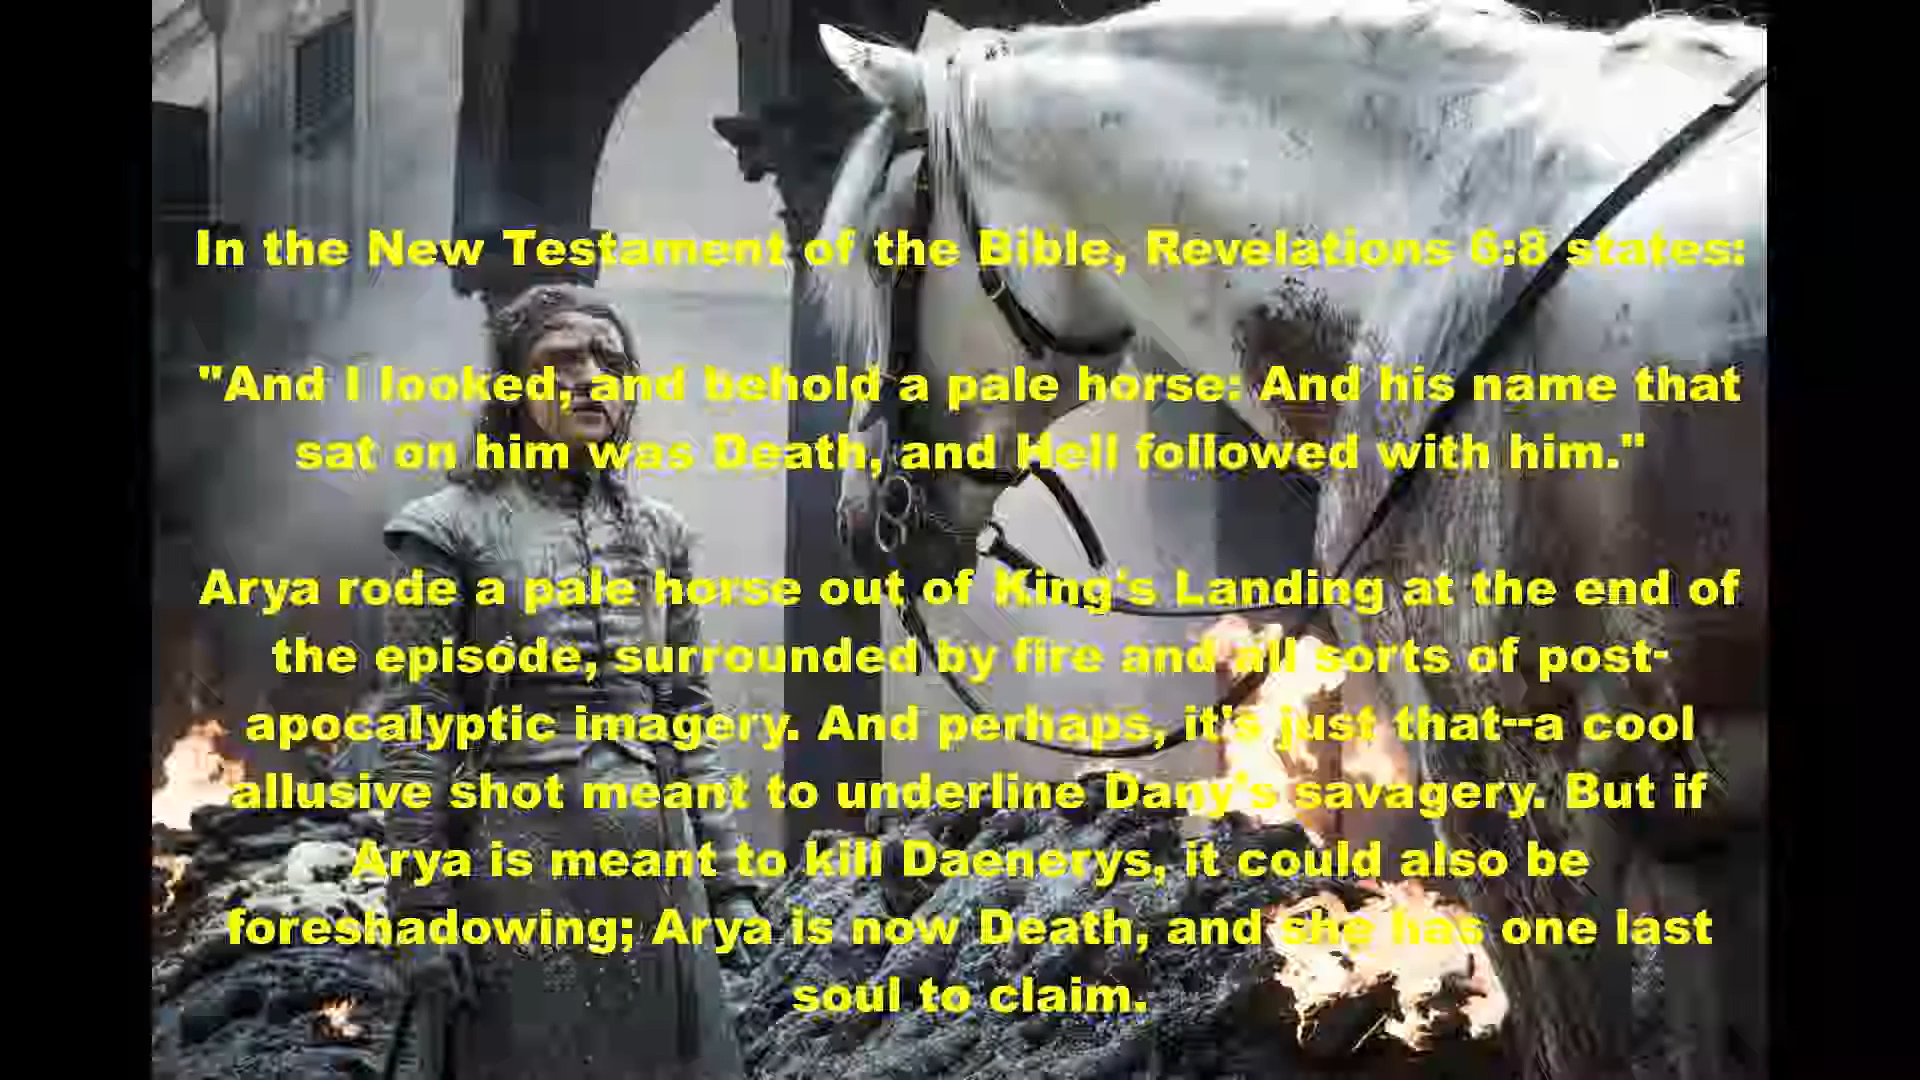 In the New Testament of the Bible, Revelations 6:8 states:
"And I looked, and behold a pale horse: And his name that
sat on him was Death, and Hell followed with him."
Arya rode a pale horse out of King's Landing at the end of
the episode, surrounded by fire and all sorts of post-
apocalyptic imagery. And perhaps, it's just that--a cool
allusive shot meant to underline Dany's savagery. But if
Arya is meant to kill Daenerys, it could also be
foreshadowing; Arya is now Death, and she has one last
soul to claim.